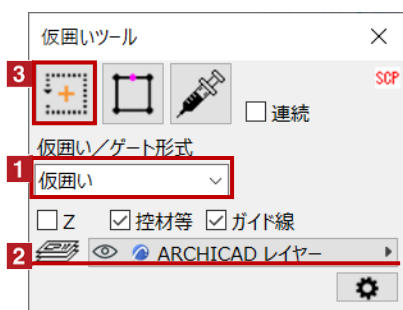 仮囲いツール
3
SCP
連続
仮囲い／ゲート形式
1
仮囲い
Z 控材等 ガイド線
2
ARCHICAD レイヤー